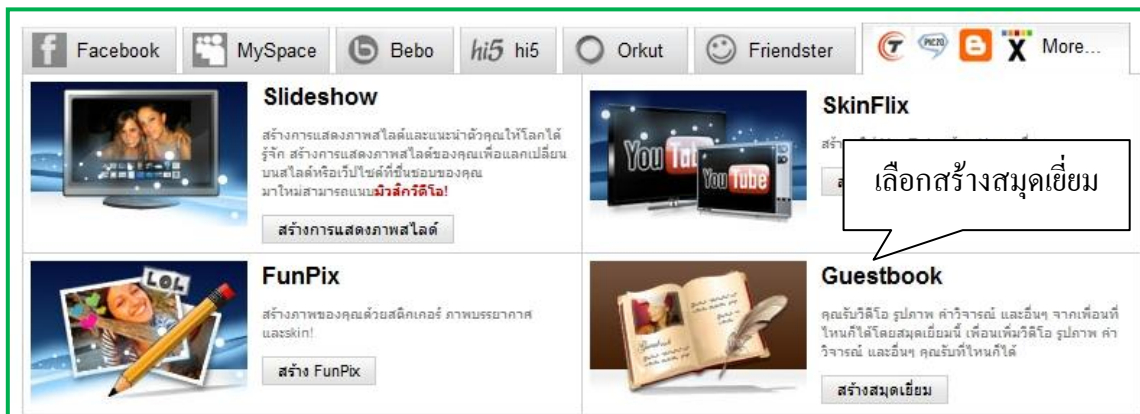 Facebook
MySpace
Bebo
hi5 hi5
Orkut
Friendster
PIC20
More...
Slideshow
สร้างการแสดงภาพสไลด์และแนะนำตัวคุณให้โลกได้
รู้จัก สร้างการแสดงภาพสไลด์ของคุณเพื่อแลกเปลี่ยน
บนสไลด์หรือเว็ปไซต์ที่ชื่นชอบของคุณ
มาใหม่สามารถแนบมิวสิกวีดีโอ!
สร้างการแสดงภาพสไลด์
SkinFlix
You Tube
You Tube
เลือกสร้างสมุดเยี่ยม
LOL
FunPix
สร้างภาพของคุณด้วยสติกเกอร์ ภาพบรรยากาศ
และskin!
สร้าง FunPix
Guestbook
คุณรับวิดีโอ รูปภาพ คำวิจารณ์ และอื่นๆ จากเพื่อนที่
ไหนก็ได้โดยสมุดเยี่ยมนี้ เพื่อนเพิ่มวิดีโอ รูปภาพ คำ
วิจารณ์ และอื่นๆ คุณรับที่ไหนก็ได้
สร้างสมุดเยี่ยม